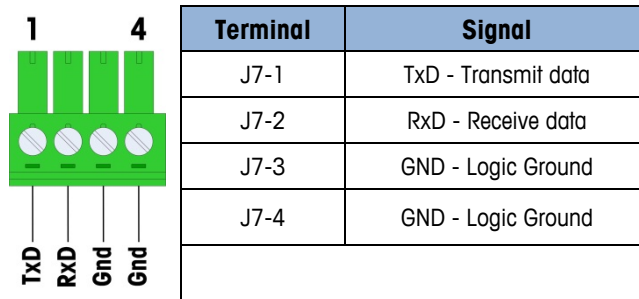 1 4
TxD
RxD
Gnd
Gnd
Terminal Signal
J7-1 TxD - Transmit data
J7-2 RxD - Receive data
J7-3 GND - Logic Ground
J7-4 GND - Logic Ground